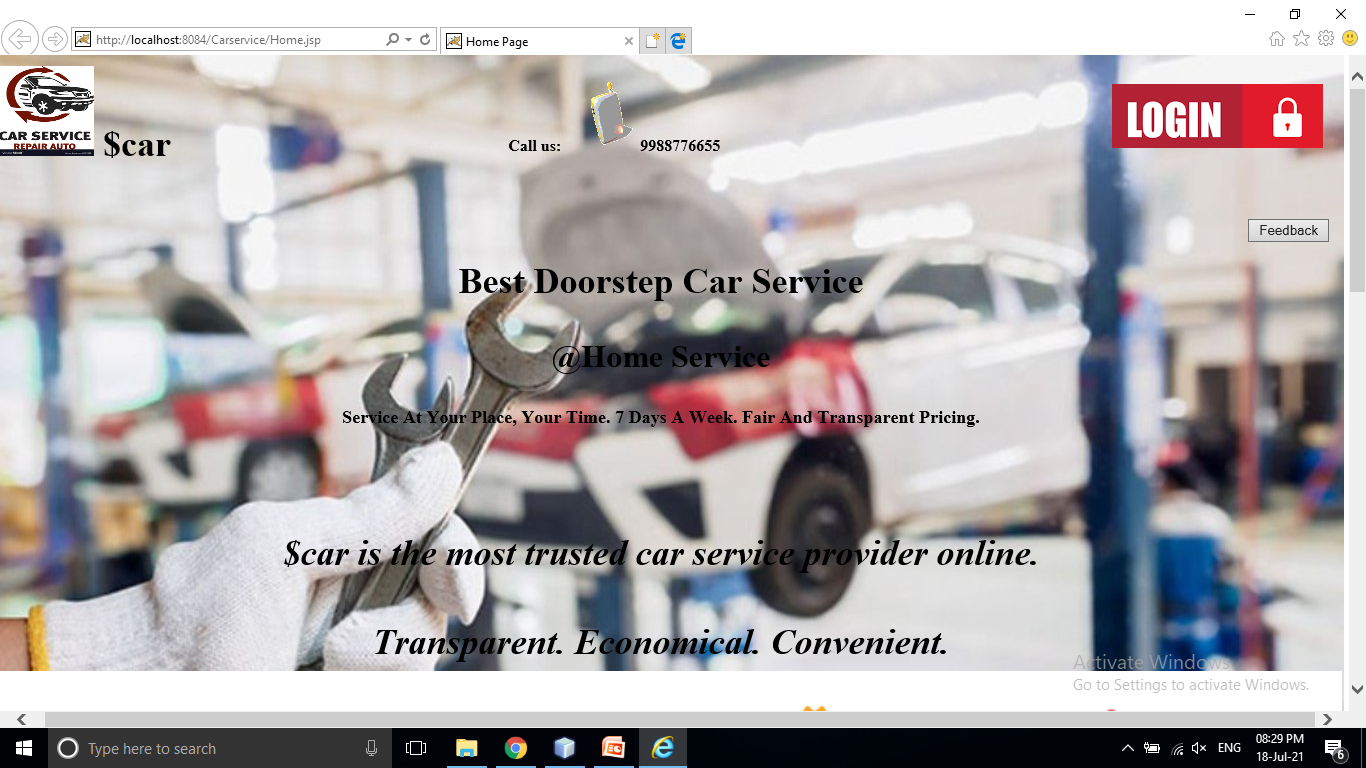 http://localhost:8084/Carservice/Home.jsp
Home Page
CAR SERVICE
REPAIR AUTO
$car
Call us:
9988776655
LOGIN
Feedback
Best Doorstep Car Service
@Home Service
Service At Your Place, Your Time. 7 Days A Week. Fair And Transparent Pricing.
$car is the most trusted car service provider online.
Transparent. Economical. Convenient.
Activate Windows
Go to Settings to activate Windows.
Type here to search
ENG
08:29 PM
18-Jul-21
6